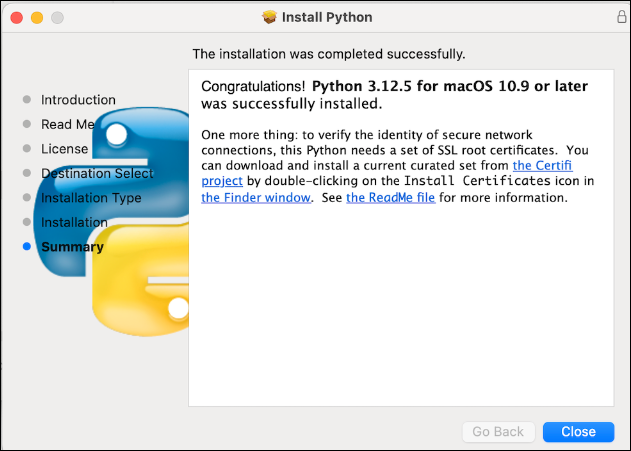 Install Python
The installation was completed successfully.
Introduction
Read Me
License
Destination Select
Installation Type
Installation
Summary
Congratulations! Python 3.12.5 for macOS 10.9 or later
was successfully installed.
One more thing: to verify the identity of secure network
connections, this Python needs a set of SSL root certificates. You
can download and install a current curated set from the Certifi
project by double-clicking on the Install Certificates icon in
the Finder window. See the ReadMe file for more information.
Go Back
Close